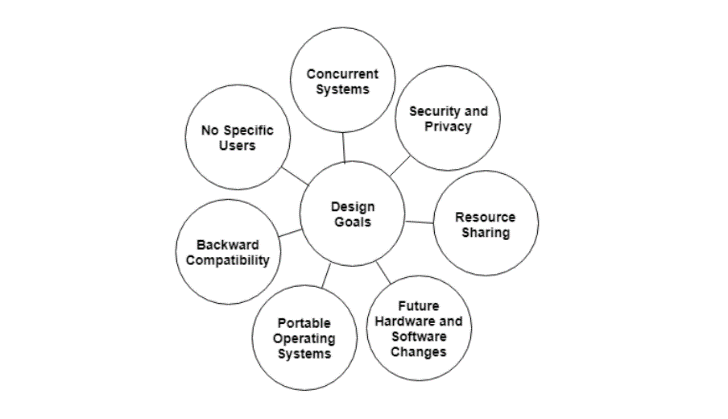 Concurrent
Systems
Security and
Privacy
No Specific
Users
Design
Goals
Resource
Sharing
Backward
Compatibility
Future
Hardware and
Software
Changes
Portable
Operating
Systems